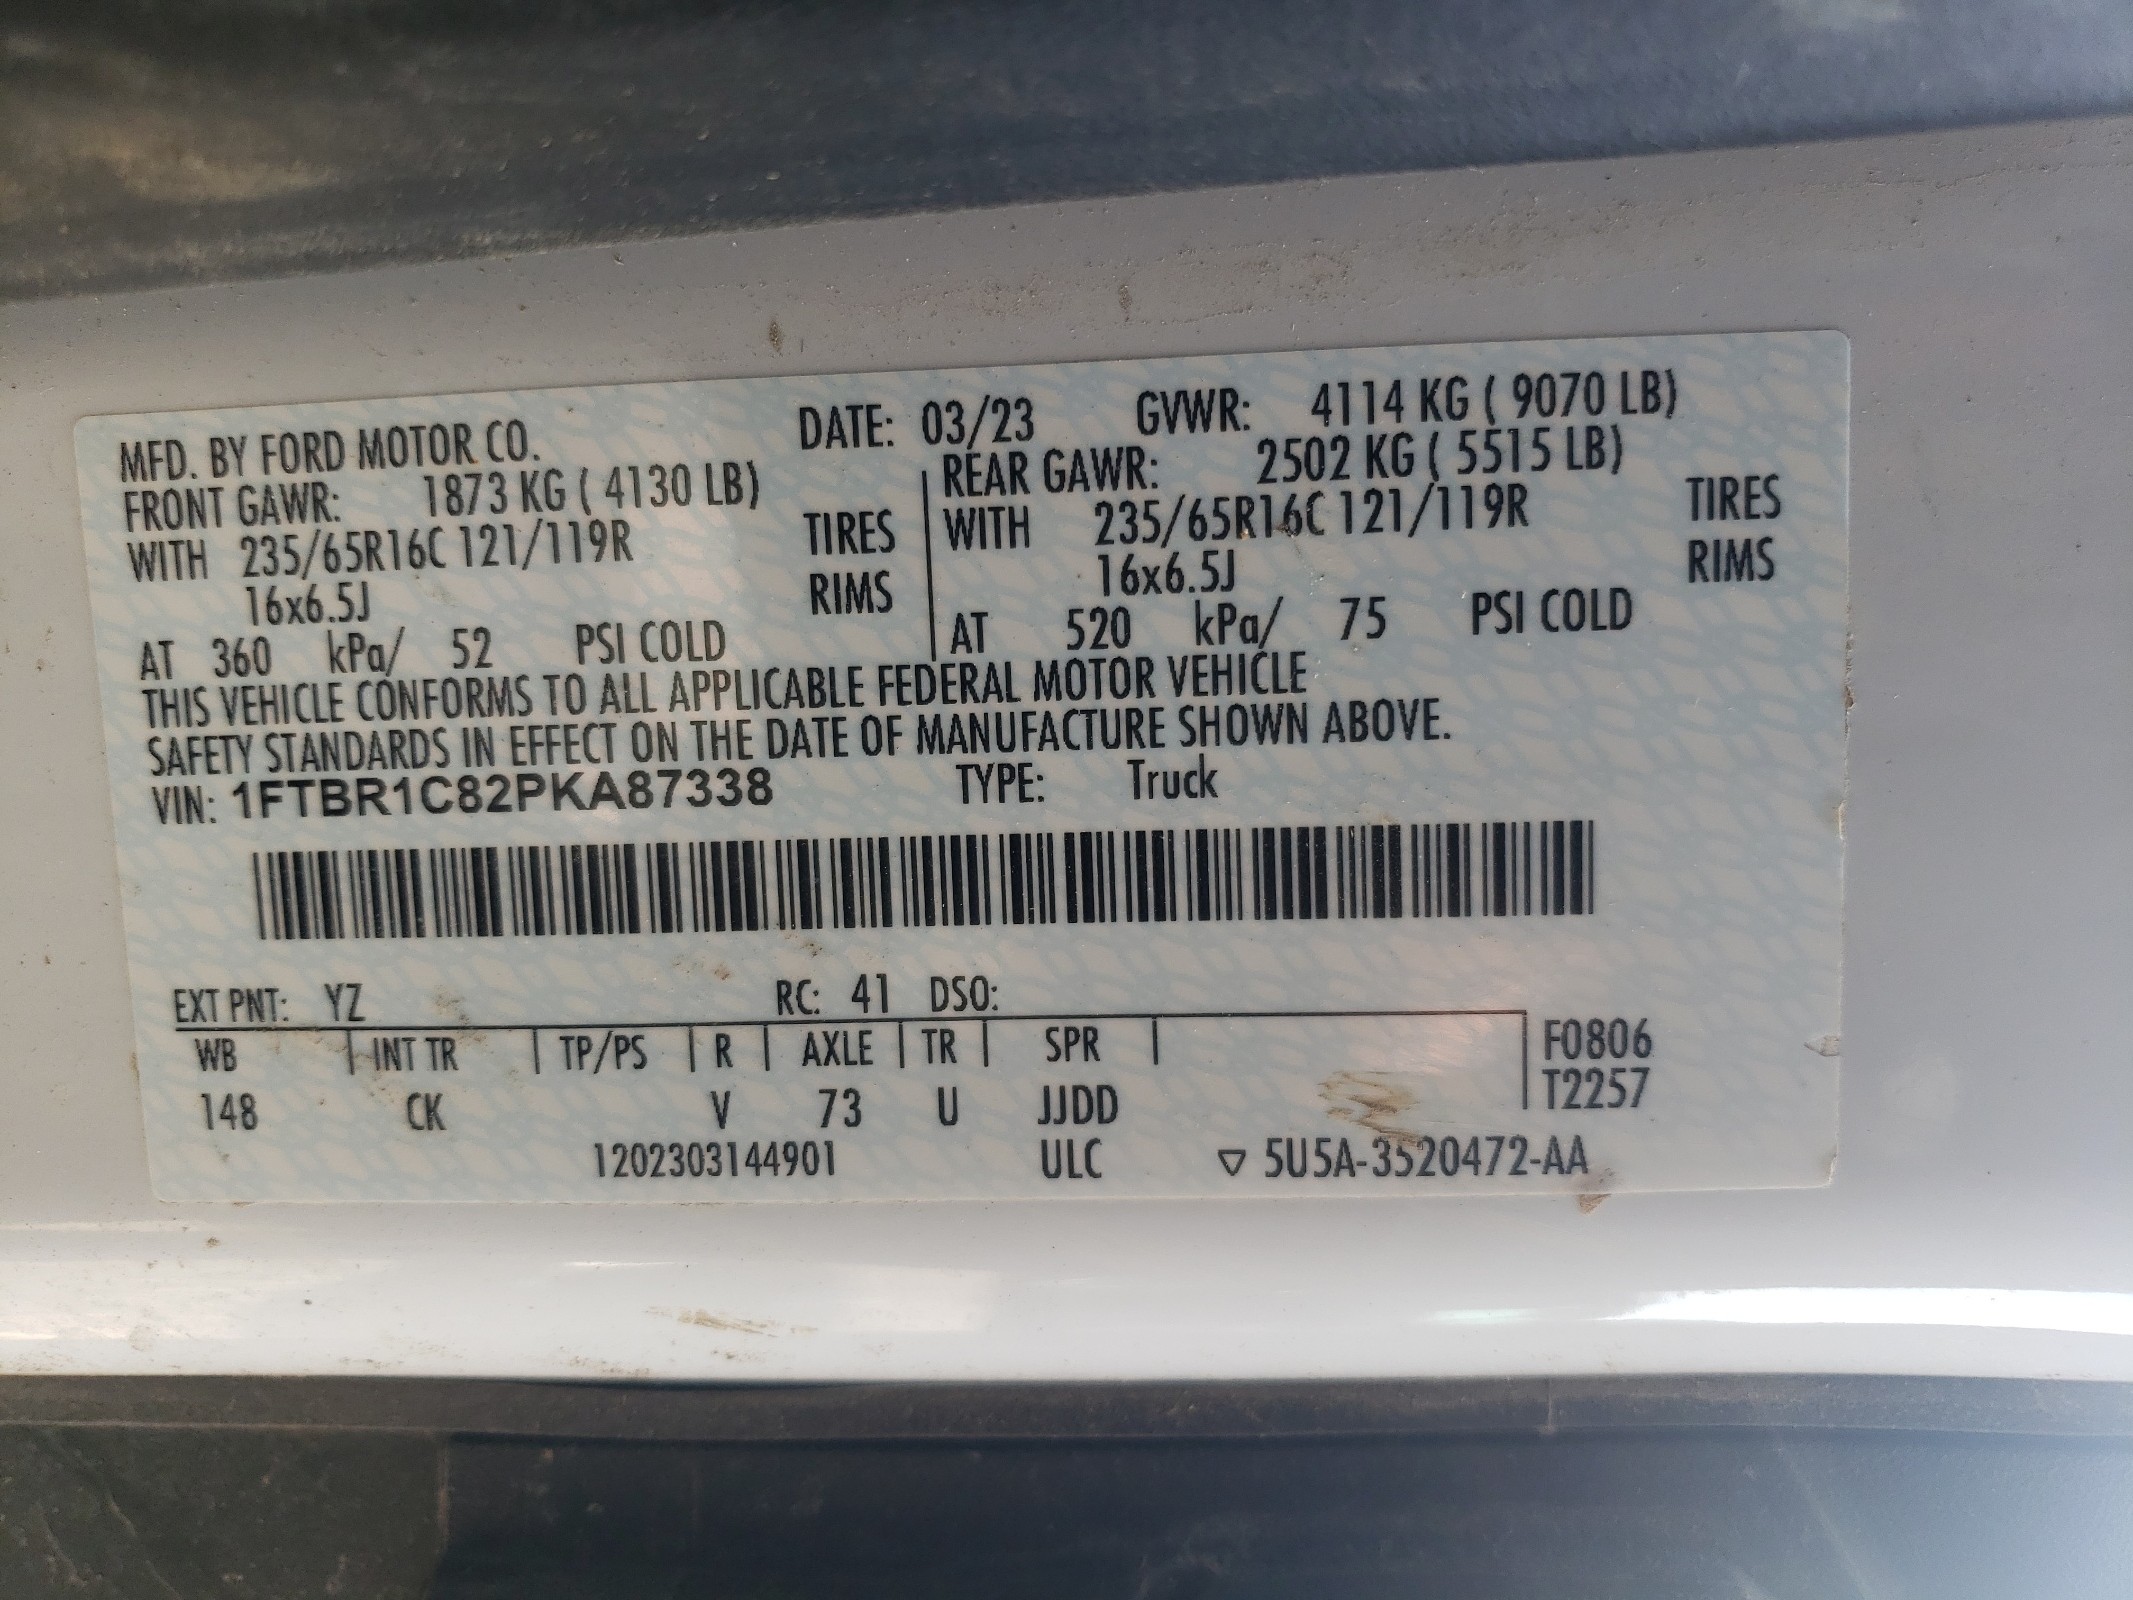 MFD. BY FORD MOTOR CO. DATE: 03/23 GVWR: 4114 KG ( 9070 LB)
FRONT GAWR: 1873 KG ( 4130 LB) REAR GAWR: 2502 KG ( 5515 LB)
WITH 235/65R16C 121/119R TIRES WITH 235/65R16C 121/119R TIRES
16x6.5J RIMS 16x6.5J RIMS
AT 360 kPa/ 52 PSI COLD AT 520 kPa/ 75 PSI COLD
THIS VEHICLE CONFORMS TO ALL APPLICABLE FEDERAL MOTOR VEHICLE
SAFETY STANDARDS IN EFFECT ON THE DATE OF MANUFACTURE SHOWN ABOVE.
VIN: 1FTBR1C82PKA87338 TYPE: Truck
EXT PNT: YZ RC: 41 DSO:
WB INT TR TP/PS R AXLE TR SPR F0806
148 CK V 73 U JJDD T2257
1202303144901 ULC ▽ 5U5A-3520472-AA